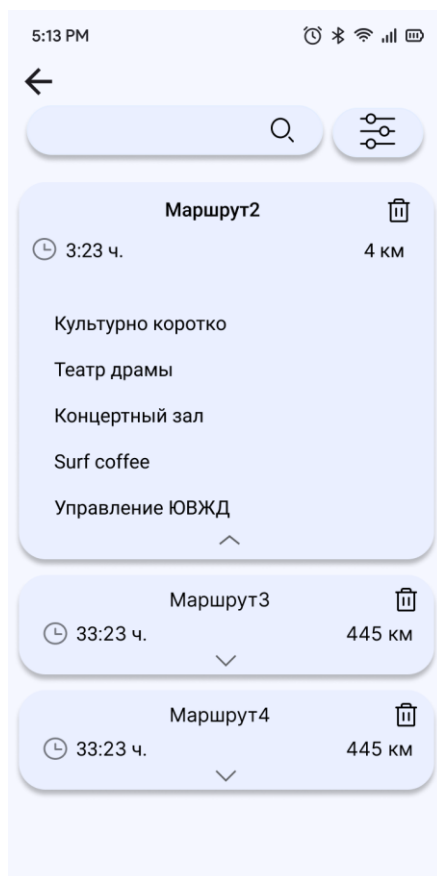 5:13 PM
Маршрут2
3:23 ч. 4 км
Культурно коротко
Театр драмы
Концертный зал
Surf coffee
Управление ЮВЖД
Маршрут3
33:23 ч. 445 км
Маршрут4
33:23 ч. 445 км